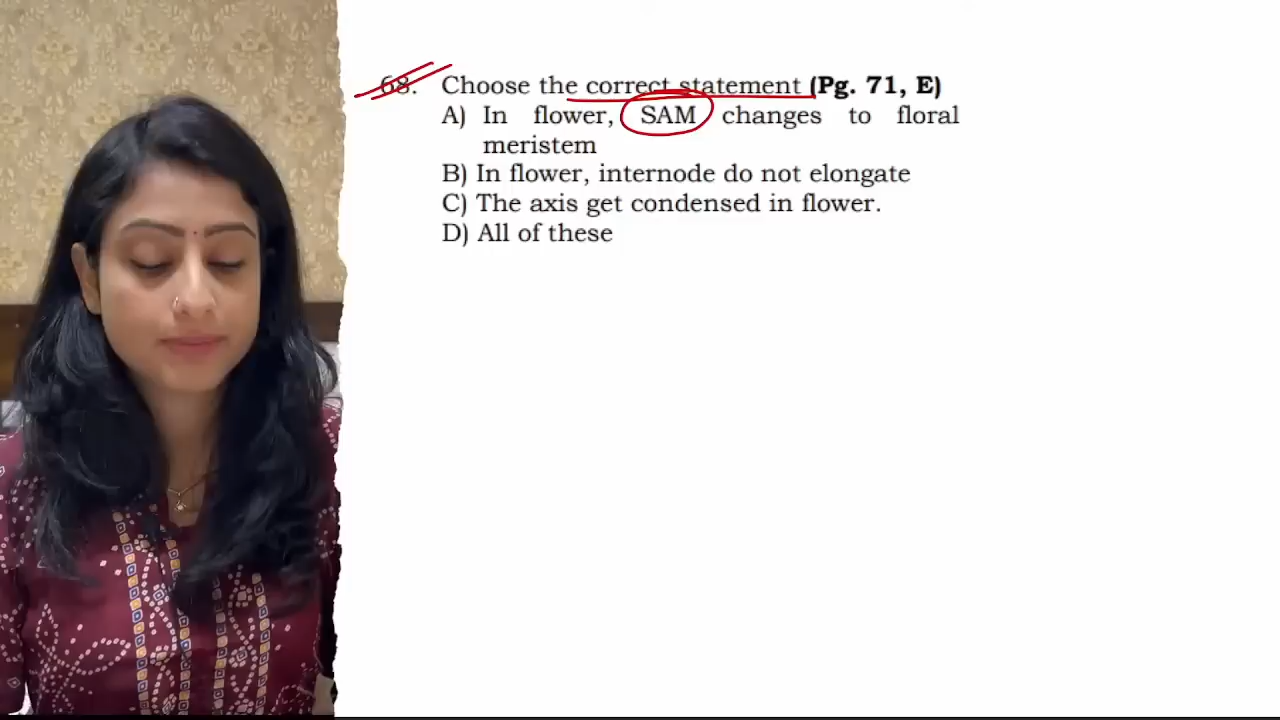 68. Choose the correct statement (Pg. 71, E)
A) In flower, SAM changes to floral
meristem
B) In flower, internode do not elongate
C) The axis get condensed in flower.
D) All of these